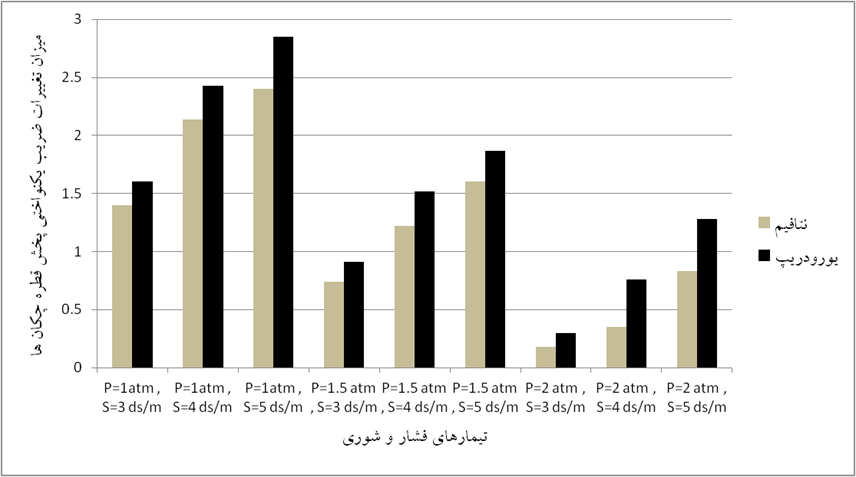 میزان تغییرات ضریب یکنواختی پخش قطره چکان ها
3
2.5
2
1.5
1
0.5
0
P=1atm , P=1atm , P=1atm , P=1.5 atm P=1.5 atm P=1.5 atm P=2 atm , P=2 atm , P=2 atm ,
S=3 ds/m S=4 ds/m S=5 ds/m , S=3 ds/m , S=4 ds/m , S=5 ds/m S=3 ds/m S=4 ds/m S=5 ds/m
تیمارهای فشار و شوری
نتافیم
یورودریپ